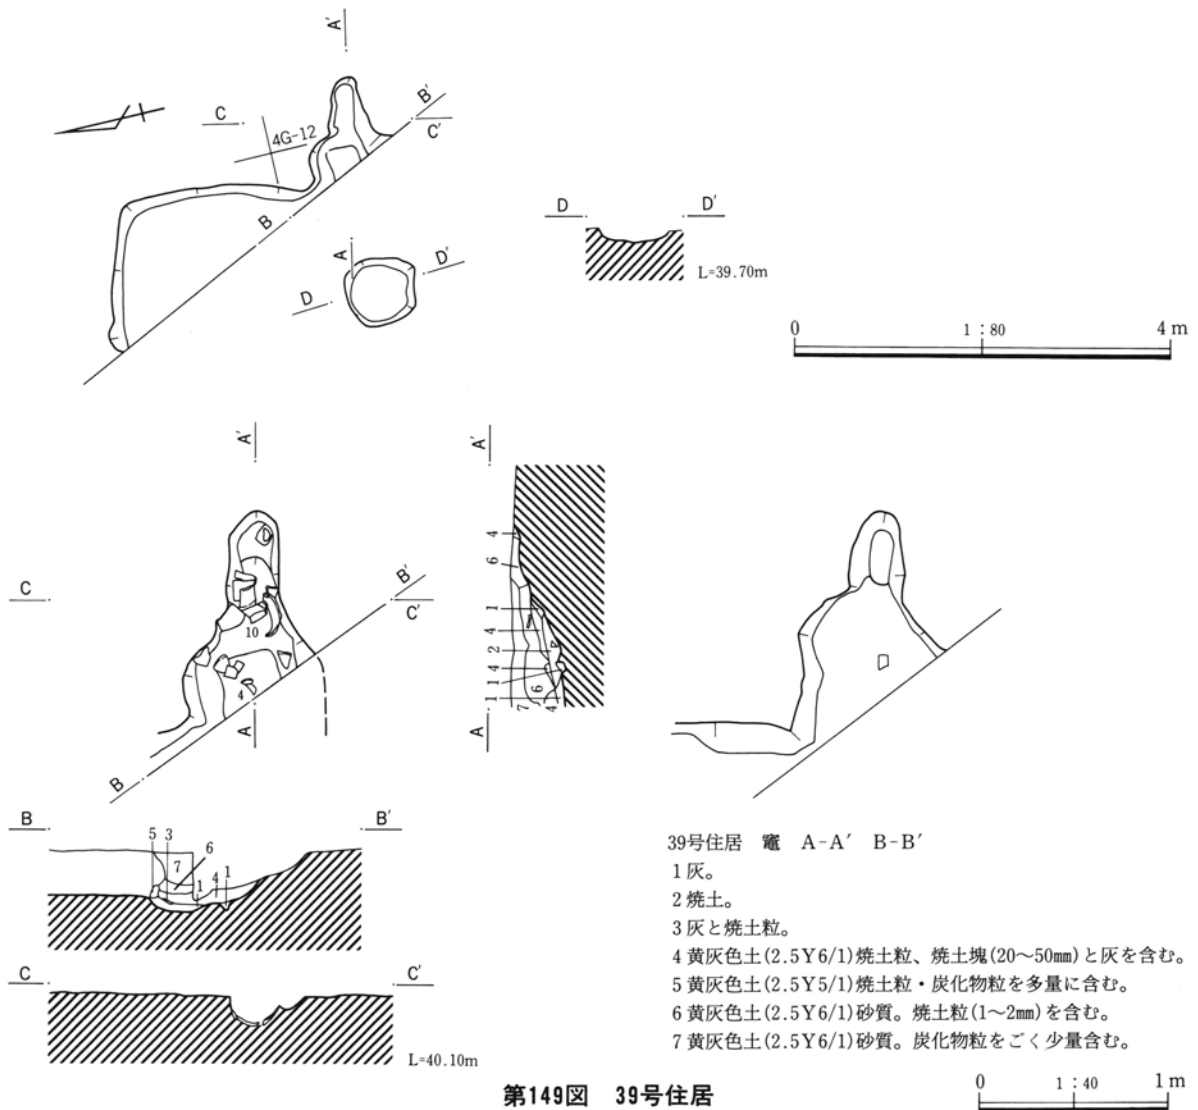 A′
B′
C
C′
4G-12
B
A
D′
D
D D′
L=39.70m
0 1：80 4 m
A′
A′
C
B′
C′
10
4
A
B
4
6
1
4
2
4
1
1
7
6
4
A
B B′
5 3 6
7
1 4 1
C C′
L=40.10m
39号住居 竈 A-A′ B-B′
1 灰。
2 焼土。
3 灰と焼土粒。
4 黄灰色土(2.5Y6/1)焼土粒、焼土塊(20～50㎜)と灰を含む。
5 黄灰色土(2.5Y5/1)焼土粒・炭化物粒を多量に含む。
6 黄灰色土(2.5Y6/1)砂質。焼土粒(1～2㎜)を含む。
7 黄灰色土(2.5Y6/1)砂質。炭化物粒をごく少量含む。
0 1：40 1 m
第149図 39号住居